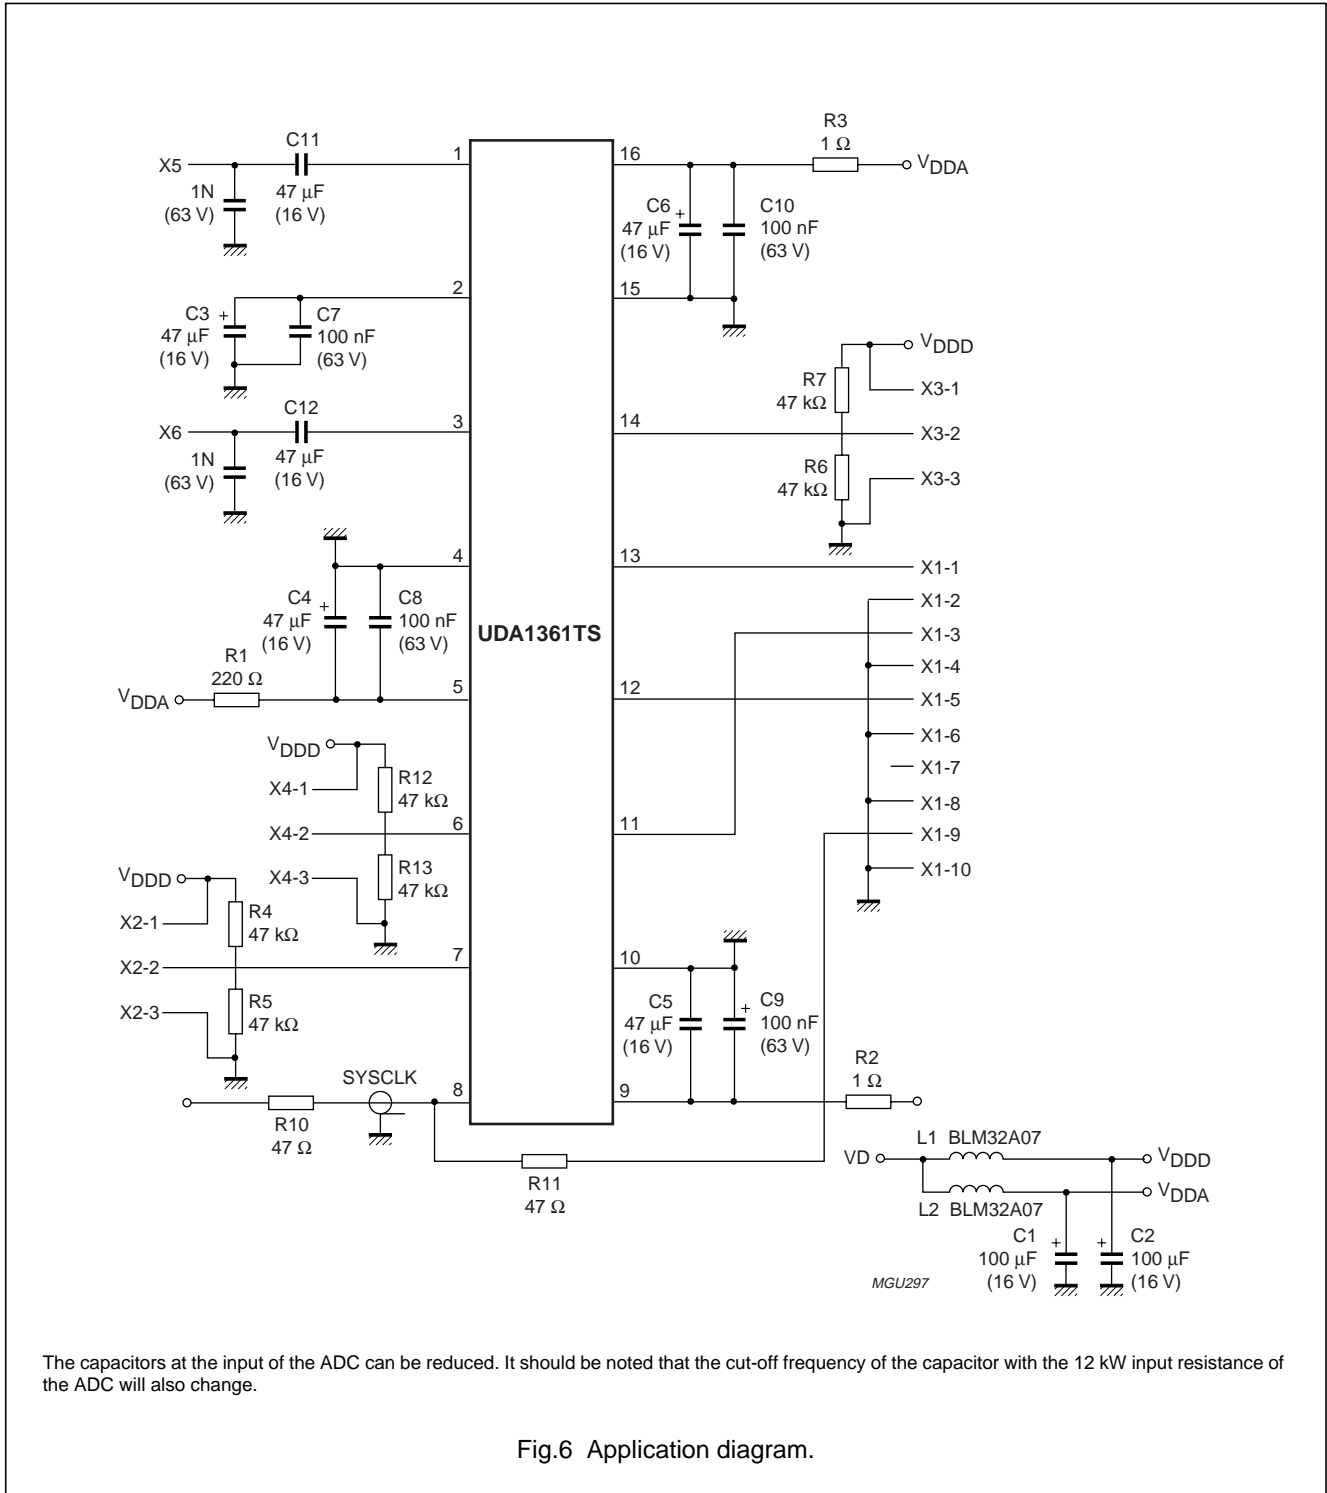 R3
1 Ω
C11
X5
1
16
VDDA
1N
(63 V)
47 μF
(16 V)
C6
47 μF
(16 V)
+
C10
100 nF
(63 V)
2
15
C3
47 μF
(16 V)
+
C7
100 nF
(63 V)
VDDD
R7
47 kΩ
X3-1
C12
X6
3
14
X3-2
1N
(63 V)
47 μF
(16 V)
R6
47 kΩ
X3-3
4
13
X1-1
C4
47 μF
(16 V)
+
C8
100 nF
(63 V)
UDA1361TS
X1-2
X1-3
X1-4
R1
220 Ω
VDDA
5
12
X1-5
VDDD
X1-6
X4-1
R12
47 kΩ
X1-7
X1-8
X4-2
6
11
X1-9
VDDD
X4-3
R13
47 kΩ
X1-10
X2-1
R4
47 kΩ
X2-2
7
10
X2-3
R5
47 kΩ
C5
47 μF
(16 V)
+
C9
100 nF
(63 V)
SYSCLK
8
9
R2
1 Ω
R10
47 Ω
R11
47 Ω
L1 BLM32A07
VD
VDDD
VDDA
L2 BLM32A07
C1
100 μF
(16 V)
+
+
C2
100 μF
(16 V)
MGU297
The capacitors at the input of the ADC can be reduced. It should be noted that the cut-off frequency of the capacitor with the 12 kW input resistance of
the ADC will also change.
Fig.6 Application diagram.